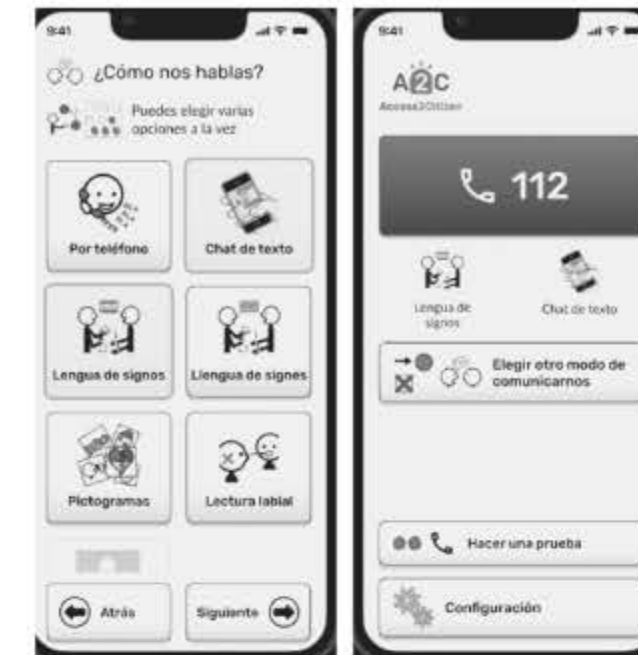 9:41
¿Cómo nos hablas?
Puedes elegir varias
opciones a la vez
Por teléfono
Chat de texto
Lengua de signos
Llengua de signes
Pictogramas
Lectura labial
Atrás
Siguiente
9:41
A2C
Access2Citizen
112
Lengua de
signos
Chat de texto
Elegir otro modo de
comunicarnos
Hacer una prueba
Configuración